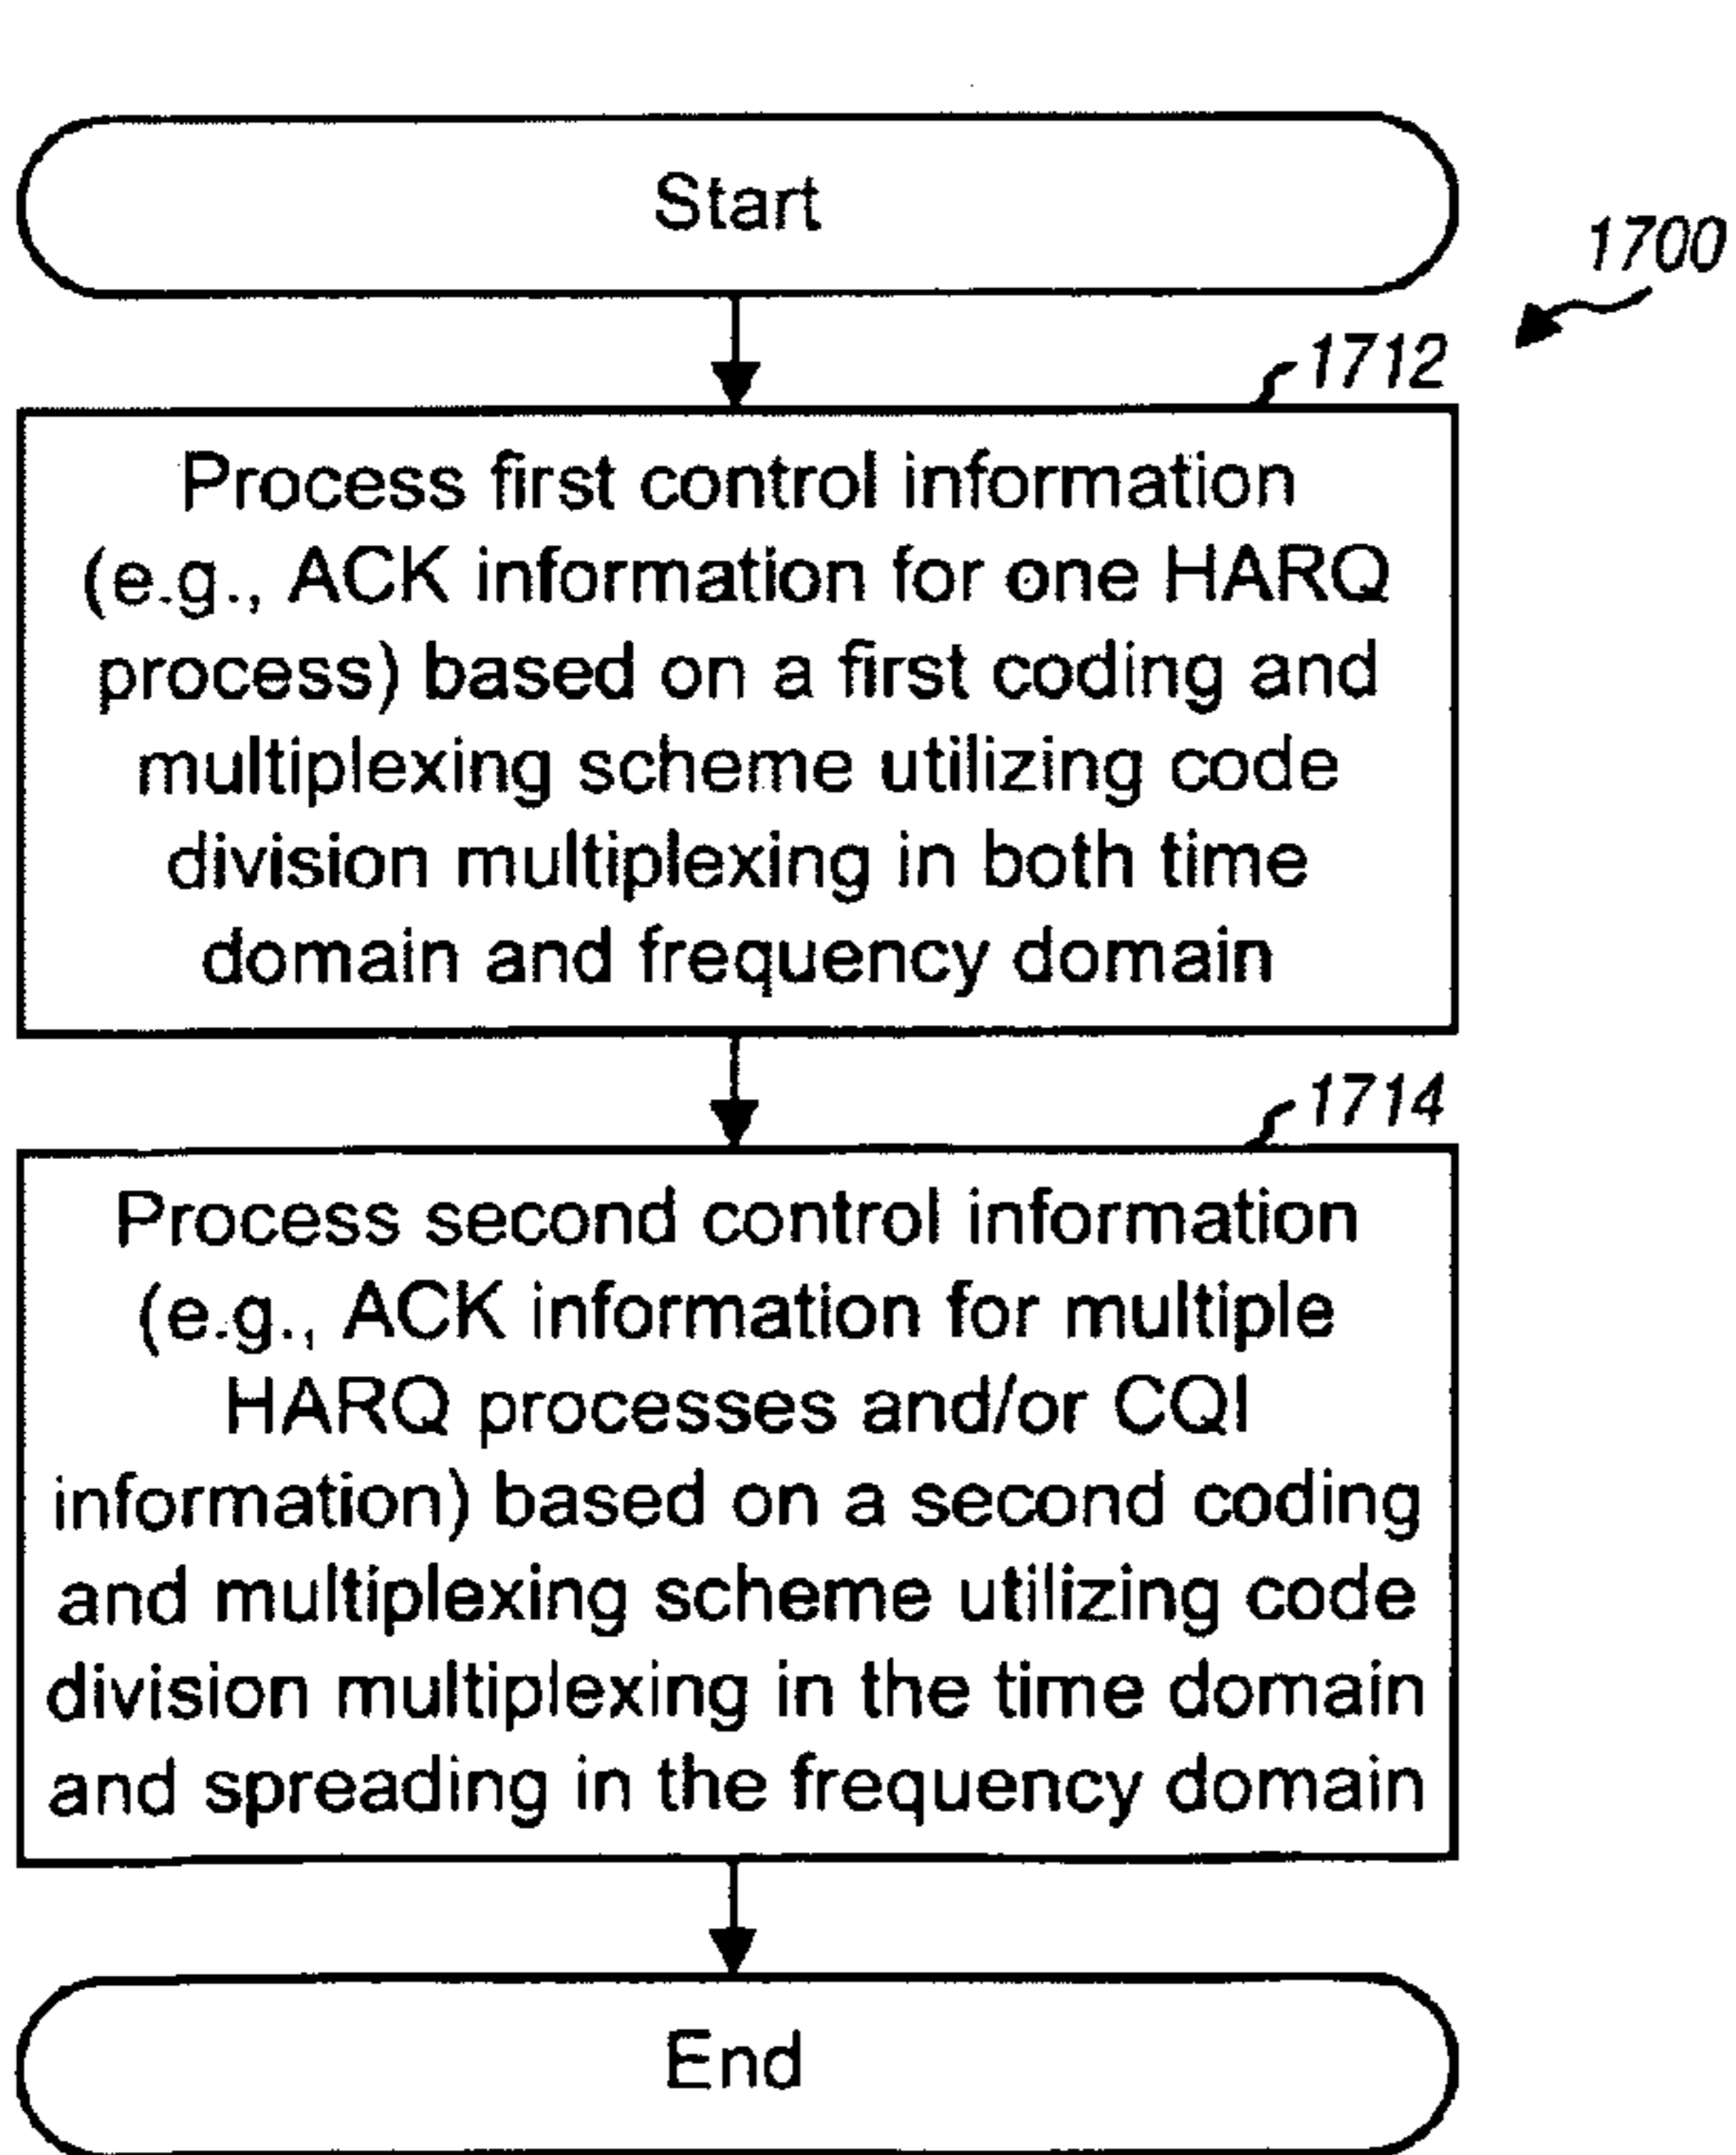 Start
1700
1712
Process first control information
(e.g., ACK information for one HARQ
process) based on a first coding and
multiplexing scheme utilizing code
division multiplexing in both time
domain and frequency domain
1714
Process second control information
(e.g., ACK information for multiple
HARQ processes and/or CQI
information) based on a second coding
and multiplexing scheme utilizing code
division multiplexing in the time domain
and spreading in the frequency domain
End